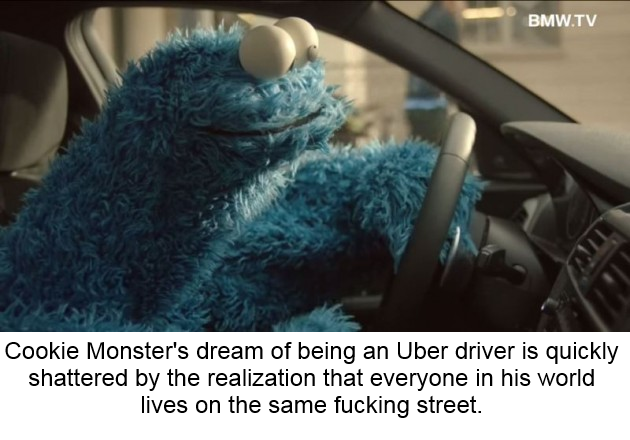 BMW.TV
Cookie Monster's dream of being an Uber driver is quickly
shattered by the realization that everyone in his world
lives on the same fucking street.